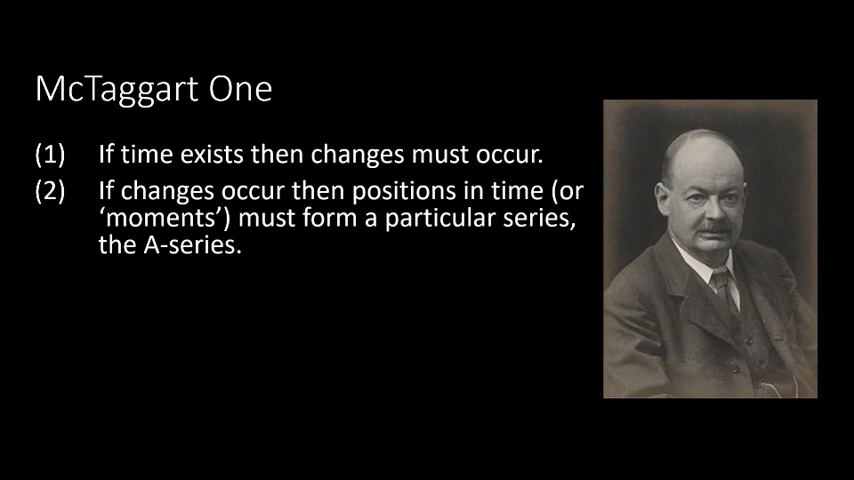 McTaggart One
(1) If time exists then changes must occur.
(2) If changes occur then positions in time (or
‘moments’) must form a particular series,
the A-series.